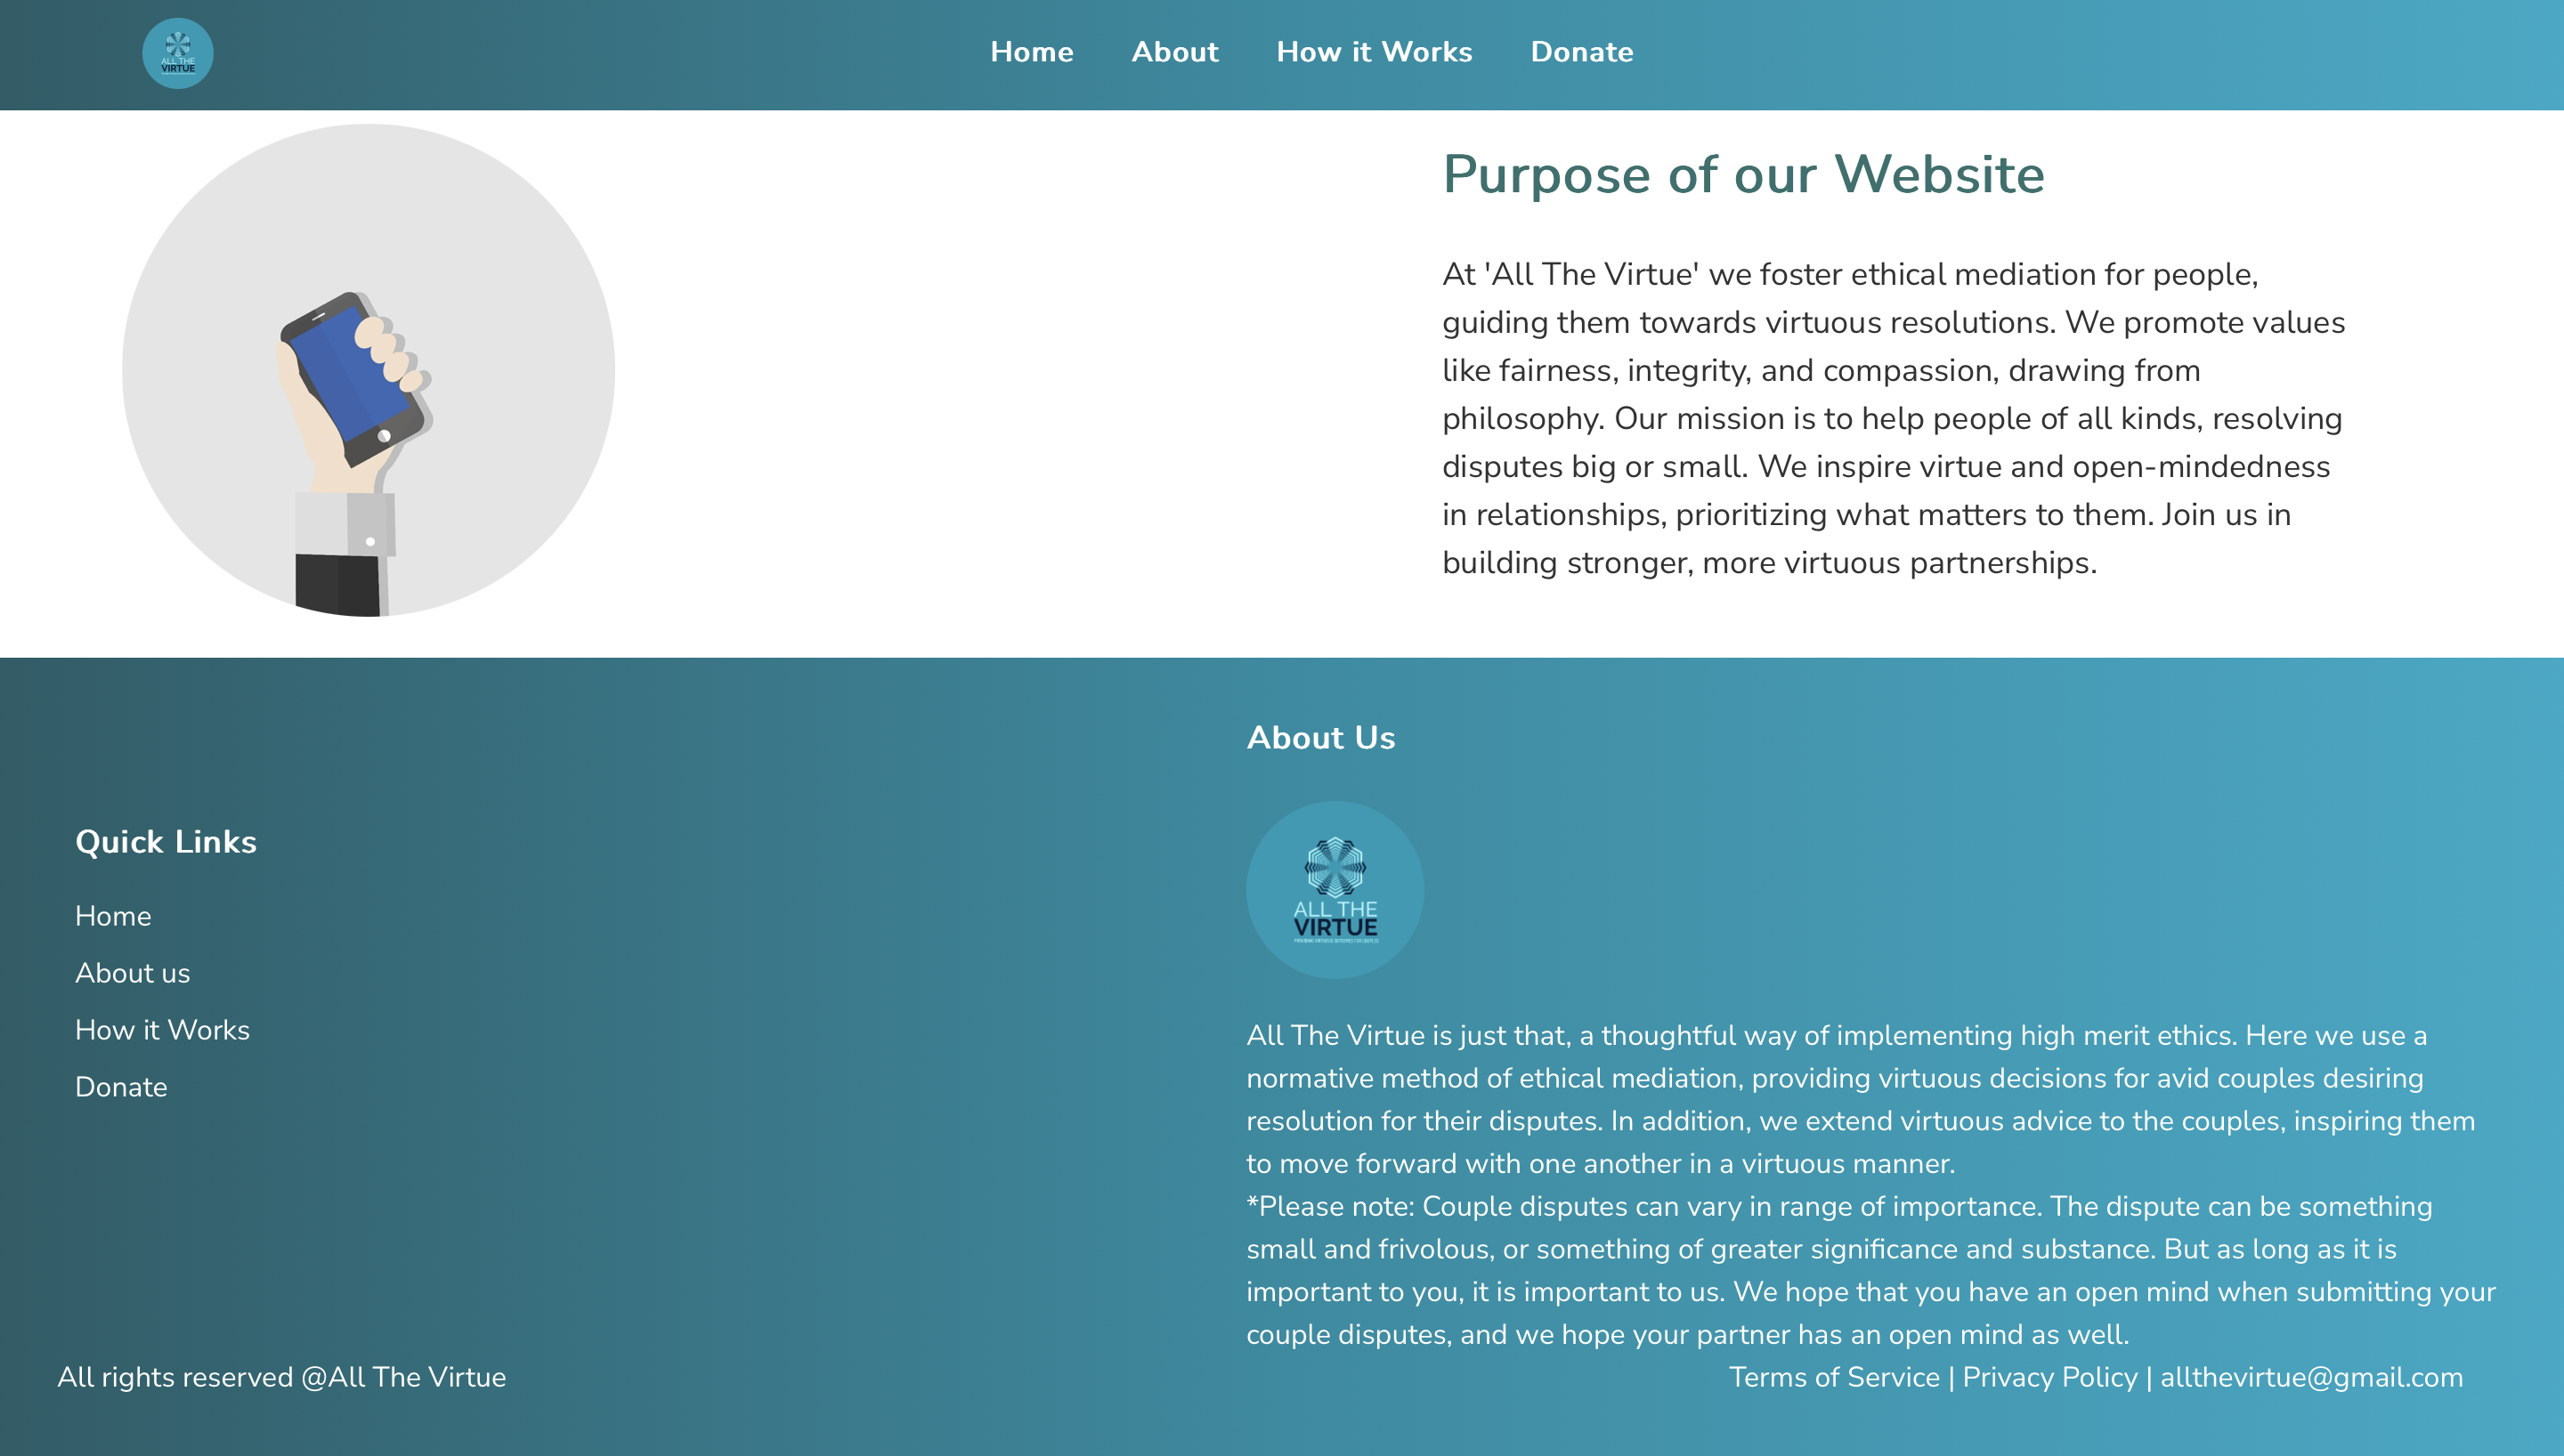 ALL THE
VIRTUE
Home About How it Works Donate
Purpose of our Website
At 'All The Virtue' we foster ethical mediation for people,
guiding them towards virtuous resolutions. We promote values
like fairness, integrity, and compassion, drawing from
philosophy. Our mission is to help people of all kinds, resolving
disputes big or small. We inspire virtue and open-mindedness
in relationships, prioritizing what matters to them. Join us in
building stronger, more virtuous partnerships.
Quick Links
Home
About us
How it Works
Donate
About Us
ALL THE
VIRTUE
PROVIDING VIRTUOUS OUTCOMES FOR COUPLES
All The Virtue is just that, a thoughtful way of implementing high merit ethics. Here we use a
normative method of ethical mediation, providing virtuous decisions for avid couples desiring
resolution for their disputes. In addition, we extend virtuous advice to the couples, inspiring them
to move forward with one another in a virtuous manner.
*Please note: Couple disputes can vary in range of importance. The dispute can be something
small and frivolous, or something of greater significance and substance. But as long as it is
important to you, it is important to us. We hope that you have an open mind when submitting your
couple disputes, and we hope your partner has an open mind as well.
All rights reserved @All The Virtue
Terms of Service | Privacy Policy | allthevirtue@gmail.com